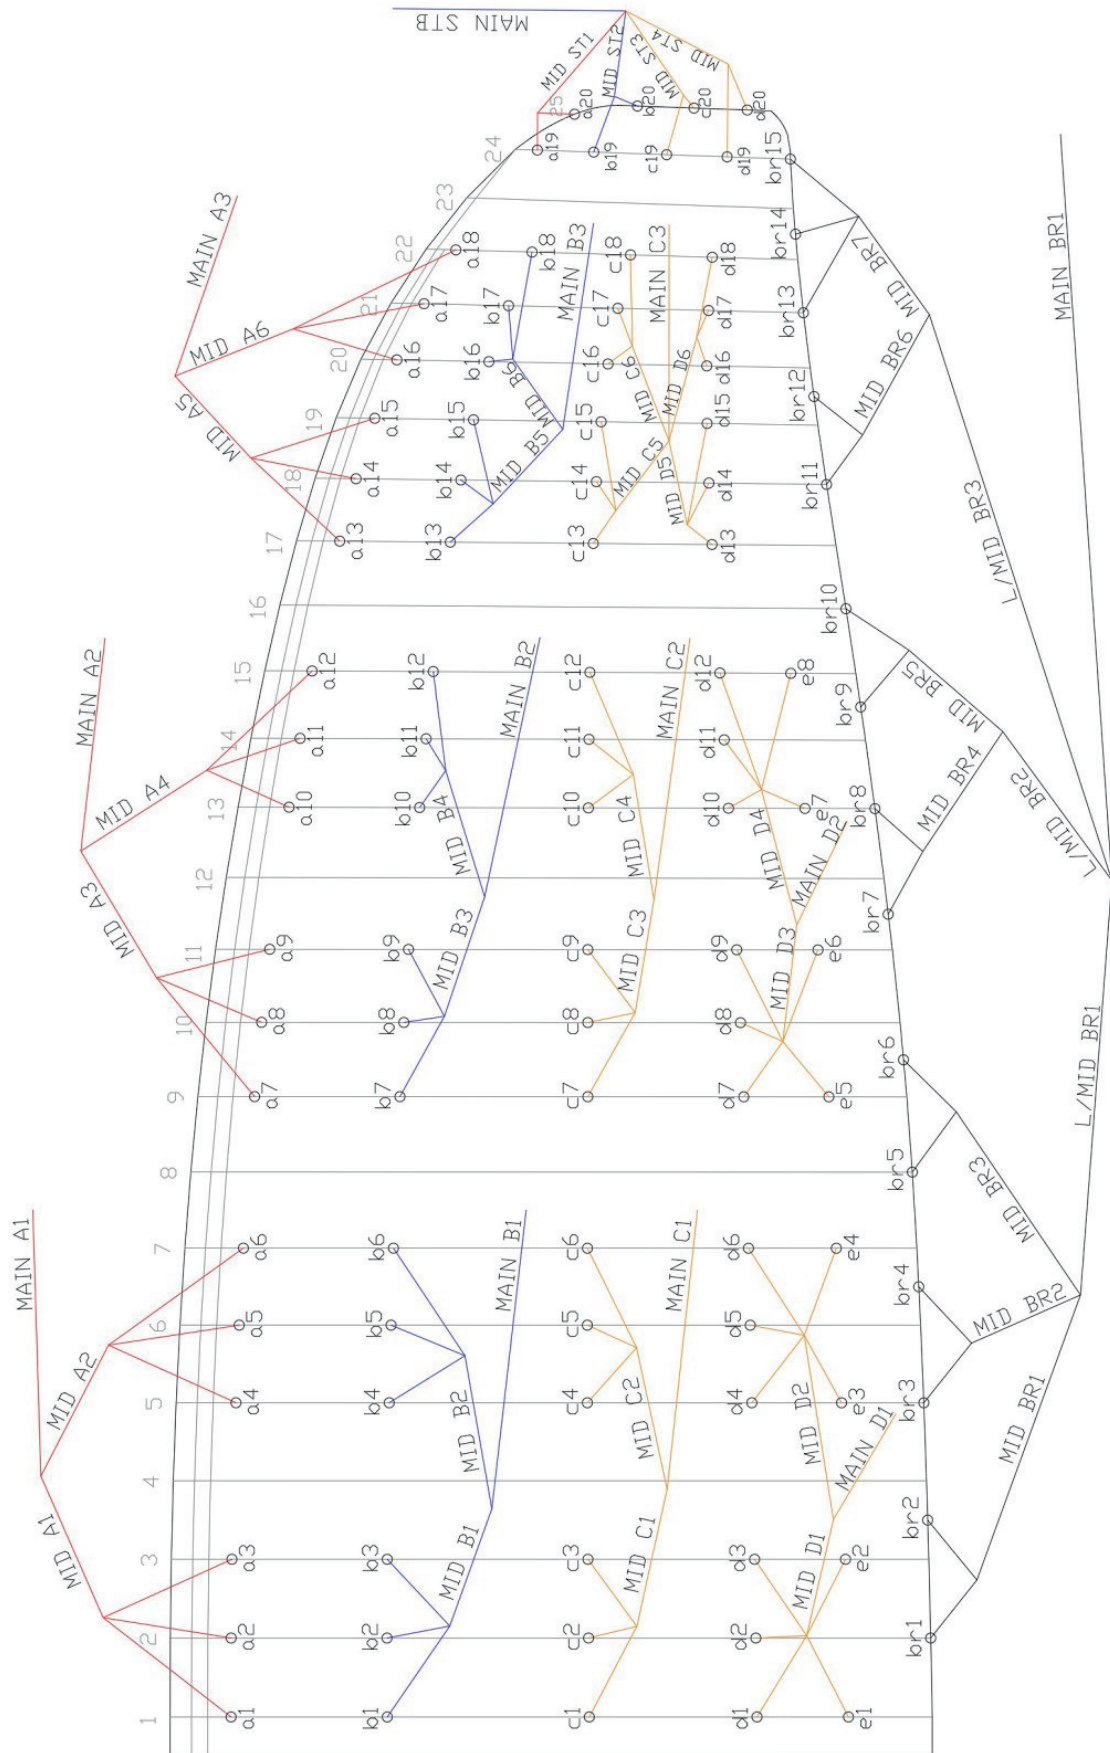 MAIN A1
MAIN A2
MAIN A3
MAIN STB
MID A1
MID A2
MID A3
MID A4
MID A5
MID A6
MID ST1
MID ST2
MID ST3
MID ST4
1
2
3
4
5
6
7
8
9
10
11
12
13
14
15
16
17
18
19
20
21
22
23
24
25
a1
a2
a3
a4
a5
a6
a7
a8
a9
a10
a11
a12
a13
a14
a15
a16
a17
a18
a19
a20
b1
b2
b3
b4
b5
b6
b7
b8
b9
b10
b11
b12
b13
b14
b15
b16
b17
b18
b19
b20
MID B1
MID B2
MID B3
MID B4
MID B5
MID B6
MAIN B1
MAIN B2
MAIN B3
c1
c2
c3
c4
c5
c6
c7
c8
c9
c10
c11
c12
c13
c14
c15
c16
c17
c18
c19
c20
MID C1
MID C2
MID C3
MID C4
MID C5
MID C6
MAIN C1
MAIN C2
MAIN C3
d1
d2
d3
d4
d5
d6
d7
d8
d9
d10
d11
d12
d13
d14
d15
d16
d17
d18
d19
d20
MID D1
MID D2
MID D3
MID D4
MID D5
MID D6
MAIN D1
MAIN D2
e1
e2
e3
e4
e5
e6
e7
e8
br1
br2
br3
br4
br5
br6
br7
br8
br9
br10
br11
br12
br13
br14
br15
MID BR1
MID BR2
MID BR3
MID BR4
MID BR5
MID BR6
MID BR7
L/MID BR1
L/MID BR2
L/MID BR3
MAIN BR1